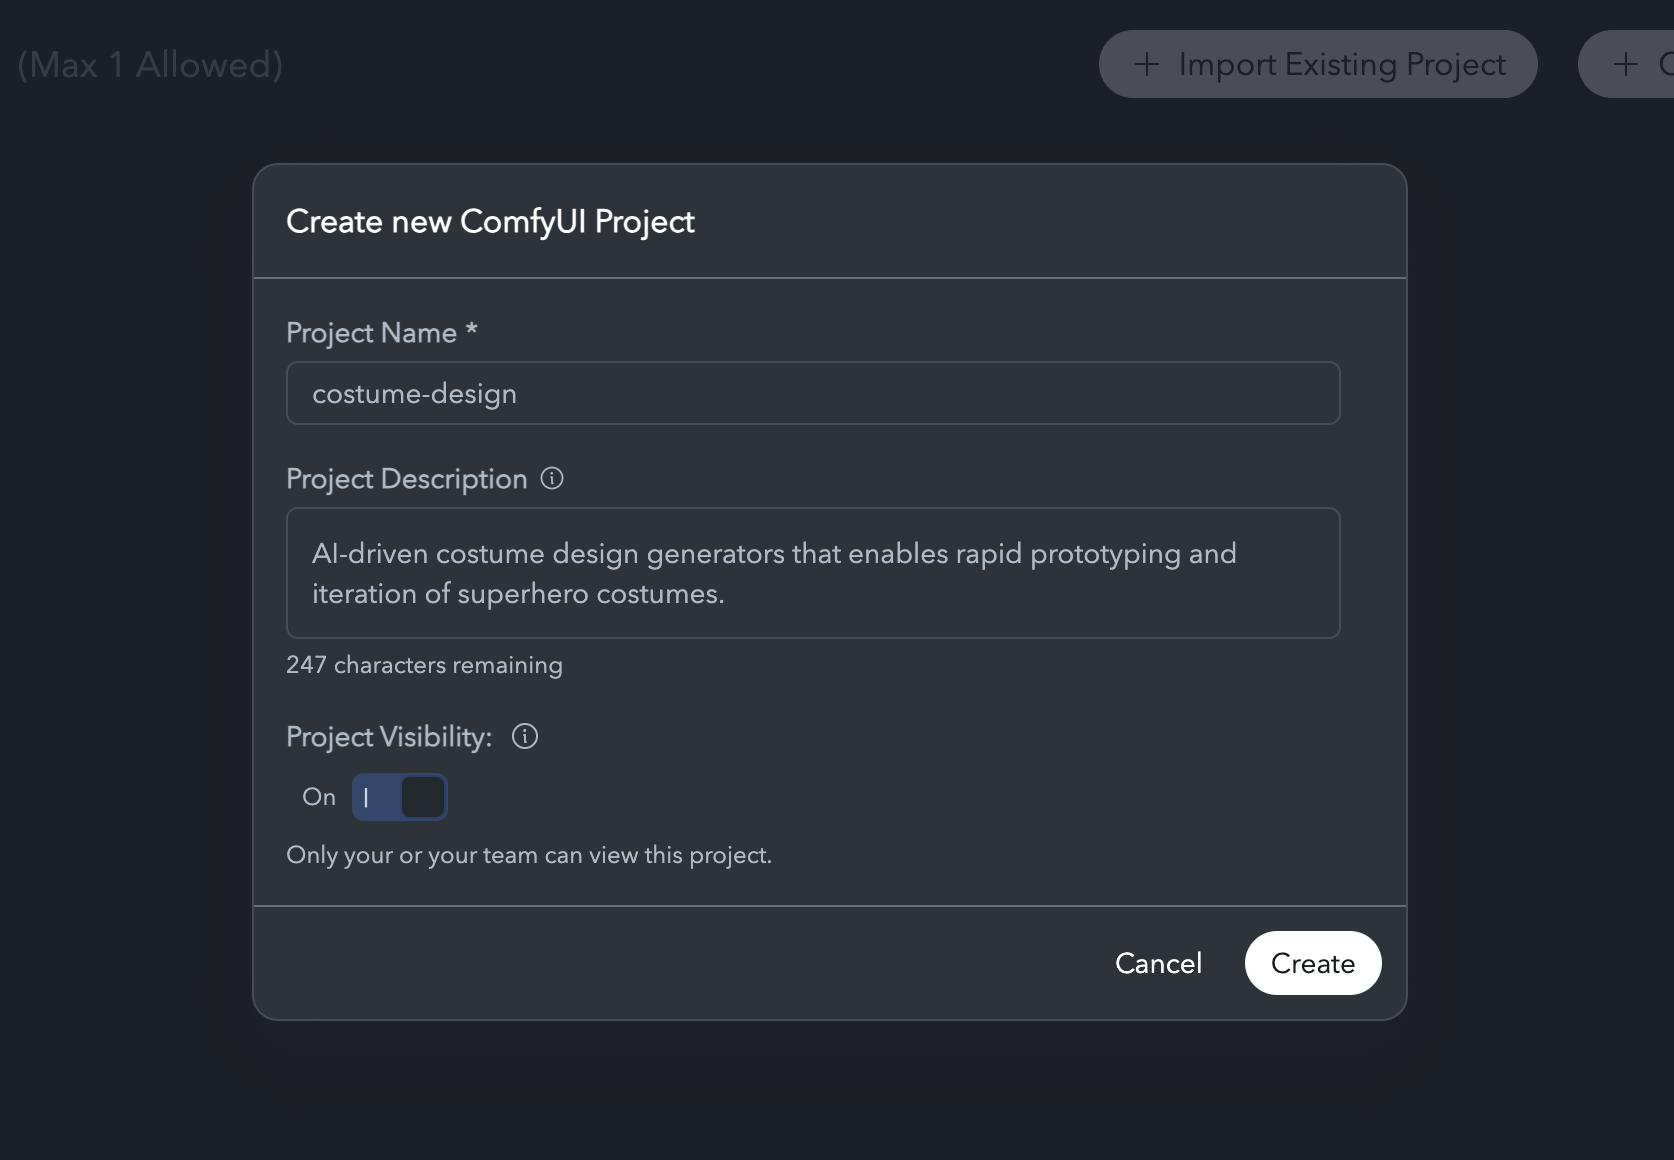 (Max 1 Allowed)
+ Import Existing Project
+
Create new ComfyUI Project
Project Name *
costume-design
Project Description
AI-driven costume design generators that enables rapid prototyping and
iteration of superhero costumes.
247 characters remaining
Project Visibility:
On
Only your or your team can view this project.
Cancel
Create